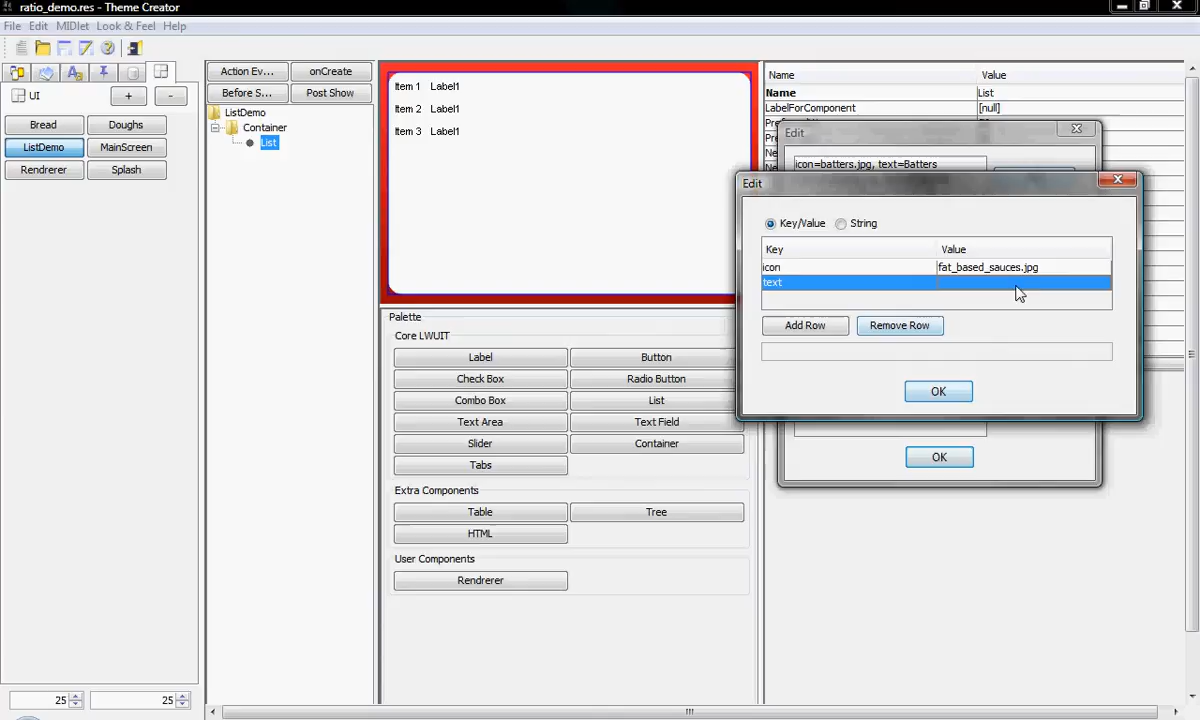 ratio_demo.res - Theme Creator
File Edit MIDlet Look & Feel Help
UI
+
-
Bread
Doughs
ListDemo
MainScreen
Rendrerer
Splash
25
25
Action Ev...
onCreate
Before S...
Post Show
ListDemo
Container
List
Item 1 Label1
Item 2 Label1
Item 3 Label1
Palette
Core LWUIT
Label
Button
Check Box
Radio Button
Combo Box
List
Text Area
Text Field
Slider
Container
Tabs
Extra Components
Table
Tree
HTML
User Components
Rendrerer
Name Value
Name List
LabelForComponent [null]
Edit
icon=batters.jpg, text=Batters
OK
Edit
Key/Value String
Key Value
icon fat_based_sauces.jpg
text
Add Row
Remove Row
OK